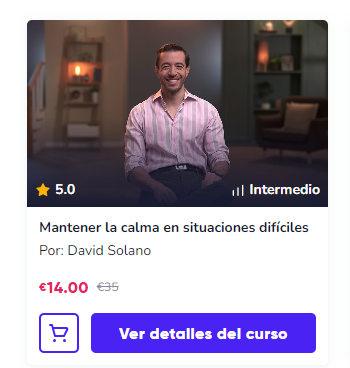 5.0 Intermedio
Mantener la calma en situaciones difíciles
Por: David Solano
€14.00 €35
Ver detalles del curso